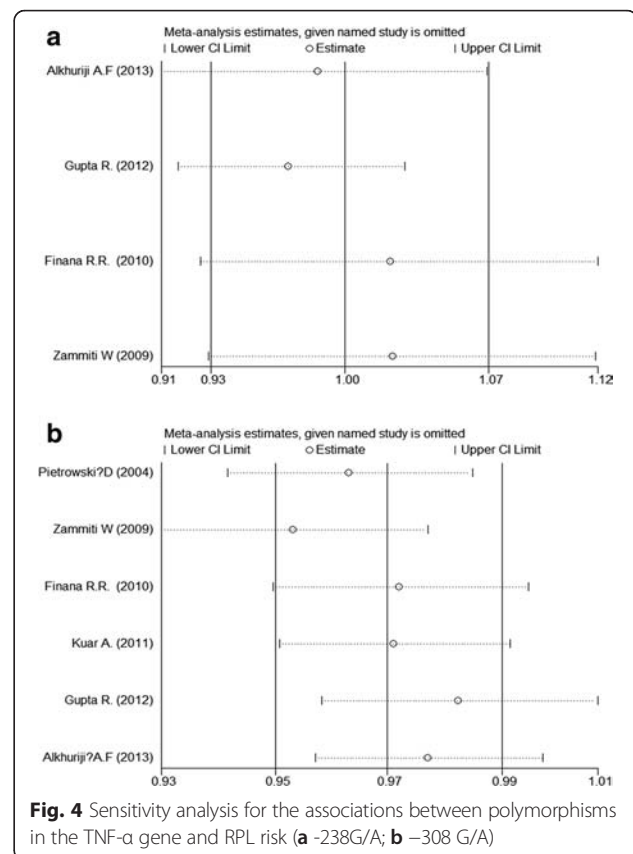 a
Meta-analysis estimates, given named study is omitted
| Lower CI Limit ○ Estimate | Upper CI Limit
Alkhuriji A.F (2013)
Gupta R. (2012)
Finana R.R. (2010)
Zammiti W (2009)
0.91 0.93 1.00 1.07 1.12
b
Meta-analysis estimates, given named study is omitted
| Lower CI Limit ○ Estimate | Upper CI Limit
Pietrowski?D (2004)
Zammiti W (2009)
Finana R.R. (2010)
Kuar A. (2011)
Gupta R. (2012)
Alkhuriji?A.F (2013)
0.93 0.95 0.97 0.99 1.01
Fig. 4 Sensitivity analysis for the associations between polymorphisms
in the TNF-α gene and RPL risk (a -238G/A; b −308 G/A)